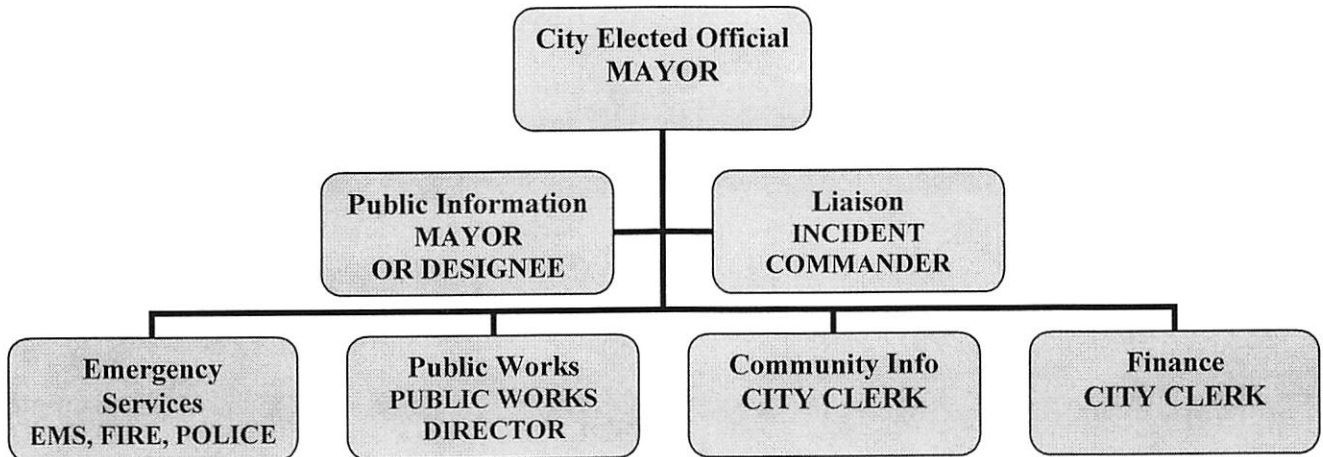 City Elected Official
MAYOR
Public Information
MAYOR
OR DESIGNEE
Liaison
INCIDENT
COMMANDER
Emergency
Services
EMS, FIRE, POLICE
Public Works
PUBLIC WORKS
DIRECTOR
Community Info
CITY CLERK
Finance
CITY CLERK